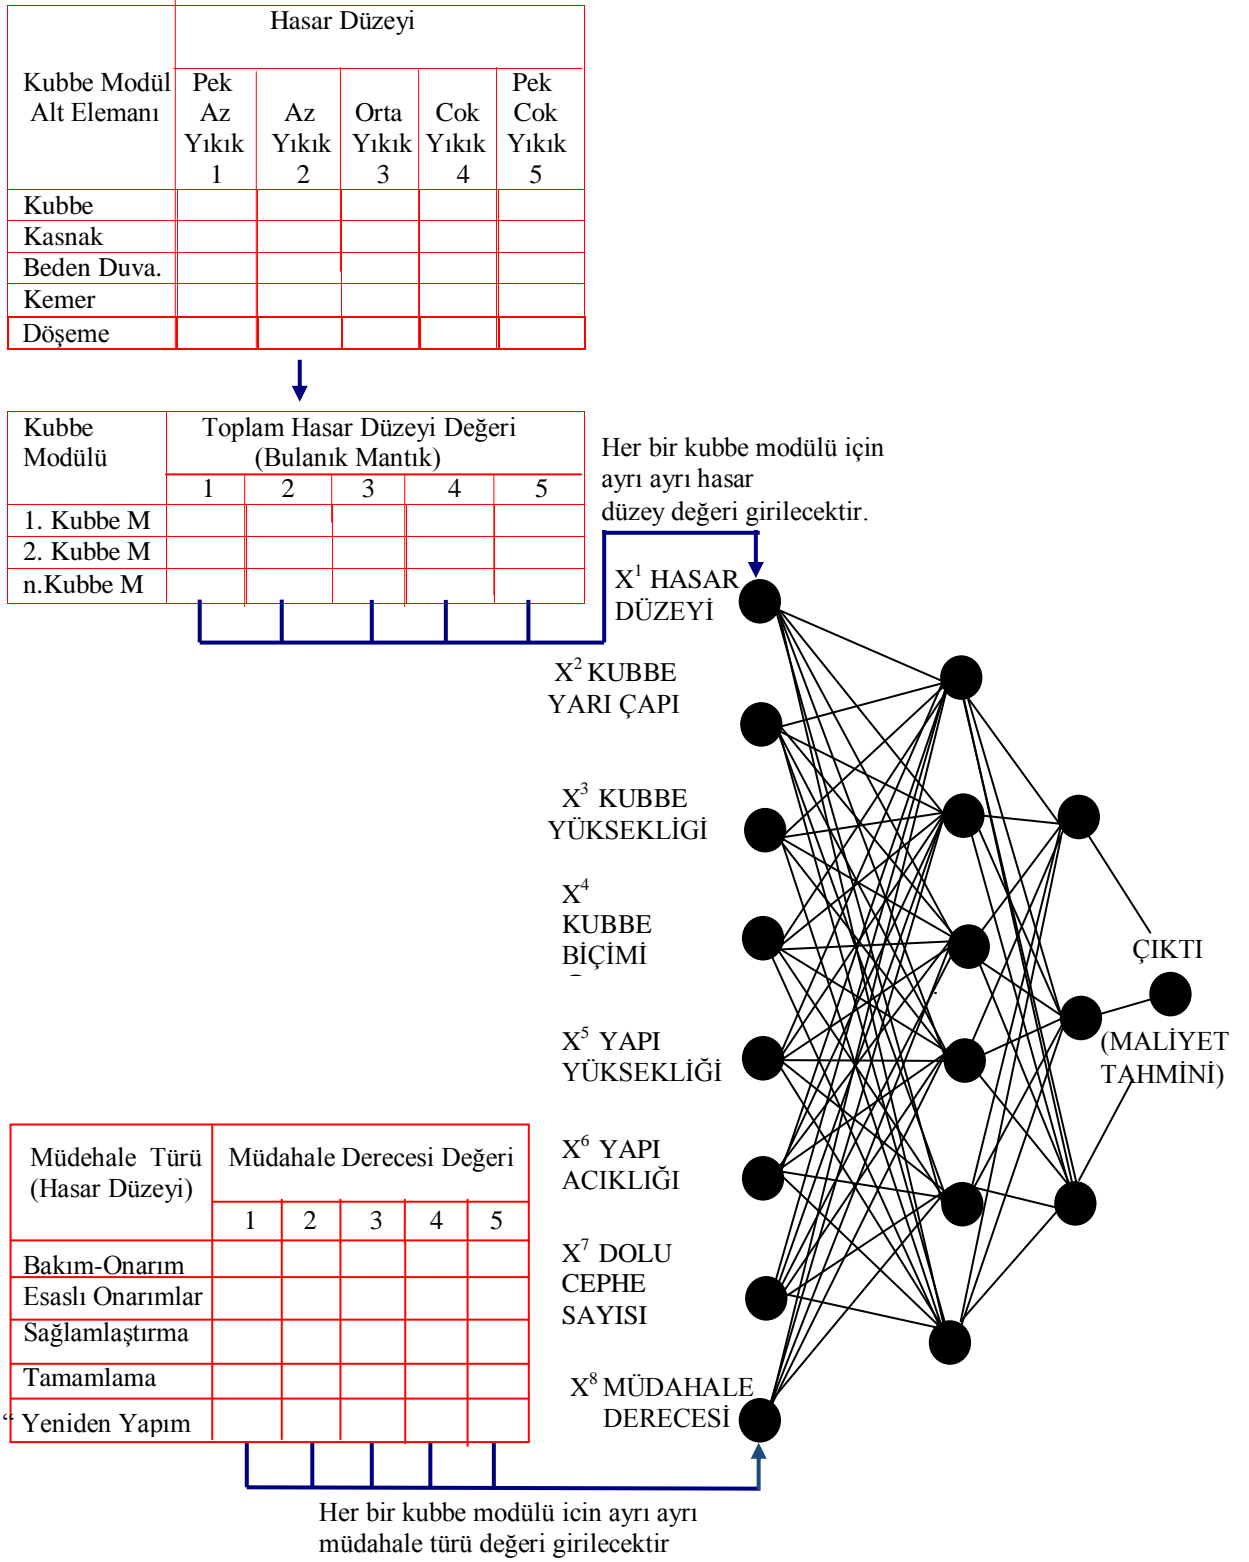 Hasar Düzeyi
Kubbe Modül
Alt Elemanı
Pek
Az
Yıkık
1
Az
Yıkık
2
Orta
Yıkık
3
Cok
Yıkık
4
Pek
Cok
Yıkık
5
Kubbe
Kasnak
Beden Duva.
Kemer
Döşeme
Kubbe
Modülü
Toplam Hasar Düzeyi Değeri
(Bulanık Mantık)
1 2 3 4 5
1. Kubbe M
2. Kubbe M
n.Kubbe M
Her bir kubbe modülü için
ayrı ayrı hasar
düzey değeri girilecektir.
X1 HASAR
DÜZEYİ
X2 KUBBE
YARI ÇAPI
X3 KUBBE
YÜKSEKLİGİ
X4
KUBBE
BİÇİMİ
X5 YAPI
YÜKSEKLİĞİ
X6 YAPI
ACIKLIĞI
X7 DOLU
CEPHE
SAYISI
X8 MÜDAHALE
DERECESİ
ÇIKTI
(MALİYET
TAHMİNİ)
Müdehale Türü
(Hasar Düzeyi)
Müdahale Derecesi Değeri
1 2 3 4 5
Bakım-Onarım
Esaslı Onarımlar
Sağlamlaştırma
Tamamlama
“ Yeniden Yapım
Her bir kubbe modülü icin ayrı ayrı
müdahale türü değeri girilecektir